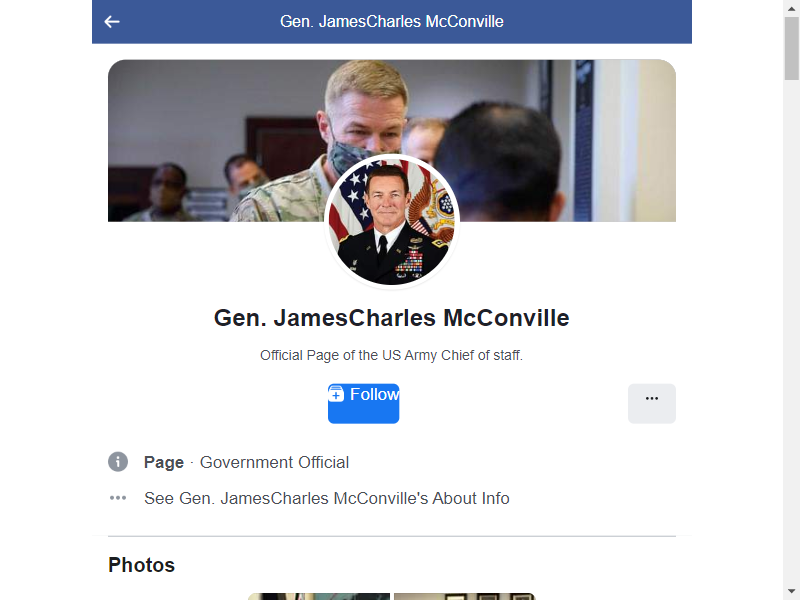 Gen. JamesCharles McConville
Gen. JamesCharles McConville
Official Page of the US Army Chief of staff.
Follow
Page · Government Official
See Gen. JamesCharles McConville's About Info
Photos